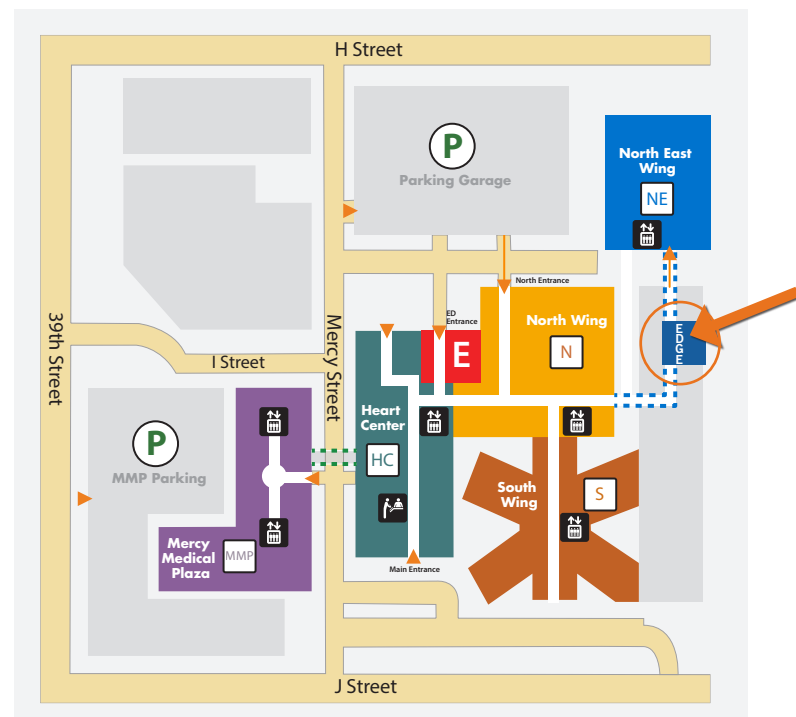 H Street
P
Parking Garage
North East
Wing
NE
North Entrance
ED
Entrance
E
North Wing
N
EDGE
39th Street
Mercy Street
I Street
P
MMP Parking
Heart
Center
HC
South
Wing
S
Mercy
Medical
Plaza
MMP
Main Entrance
J Street